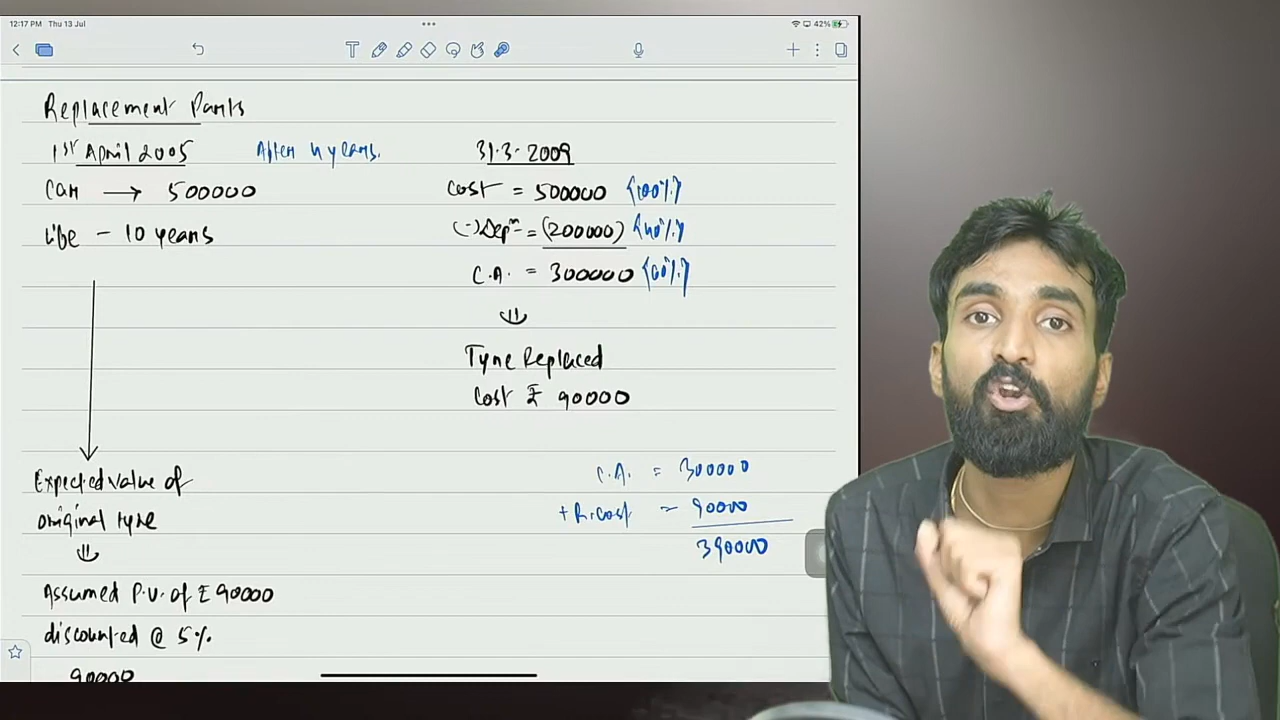 12:17 PM Thu 13 Jul
42%
Replacement Parts
1st April 2005 After 4 years. 31.3.2009
Car → 500000 Cost = 500000 {100%}
Life - 10 years (-) Depn = (200000) {40%}
C.A. = 300000 {60%}
Tyre Replaced
Cost ₹ 90000
Expected value of
original tyre
C.A. = 300000
+ R. cost = 90000
390000
Assumed P.V. of ₹ 90000
discounted @ 5%
90000